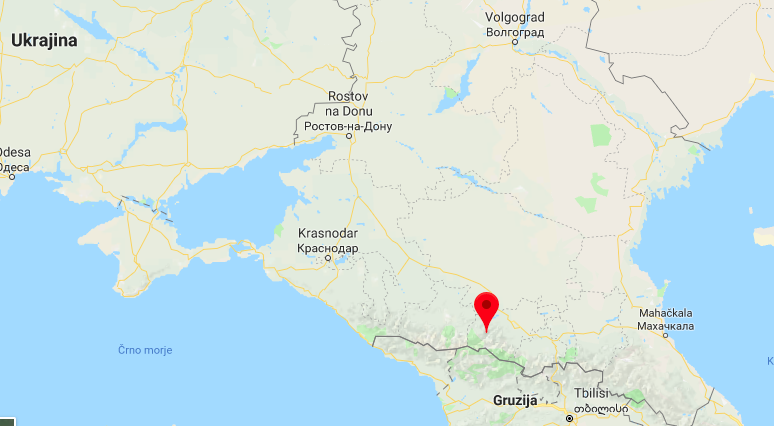 Volgograd
Волгоград
Ukrajina
Rostov
na Donu
Ростов-на-Дону
Odesa
Одеса
Krasnodar
Краснодар
Mahačkala
Махачкала
Črno morje
Tbilisi
თბილისი
Gruzija
K